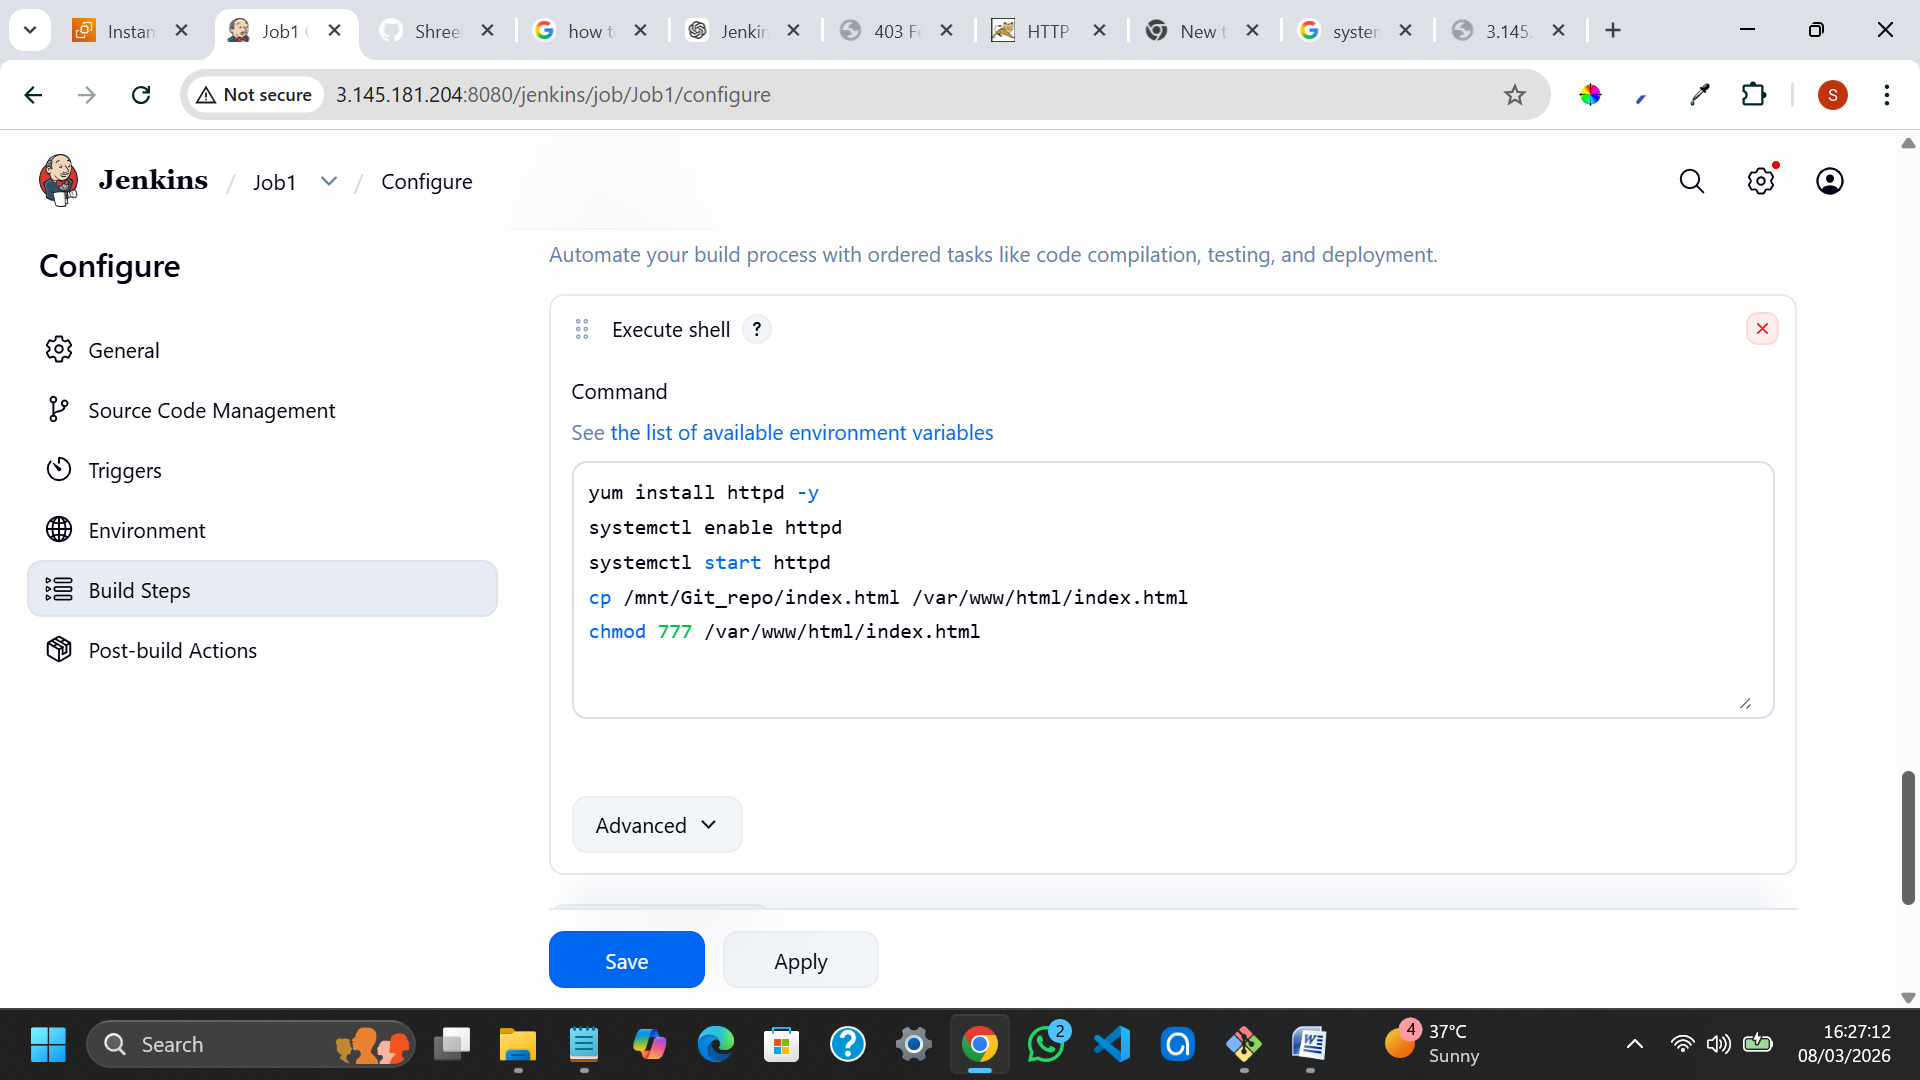 Instan
Job1
Shree
how t
Jenkin
403 F
HTTP
New t
syster
3.145.
Not secure
3.145.181.204:8080/jenkins/job/Job1/configure
S
Jenkins / Job1 / Configure
Configure
General
Source Code Management
Triggers
Environment
Build Steps
Post-build Actions
Automate your build process with ordered tasks like code compilation, testing, and deployment.
Execute shell ?
Command
See the list of available environment variables
yum install httpd -y
systemctl enable httpd
systemctl start httpd
cp /mnt/Git_repo/index.html /var/www/html/index.html
chmod 777 /var/www/html/index.html
Advanced
Save
Apply
Search
2
4
37°C
Sunny
16:27:12
08/03/2026